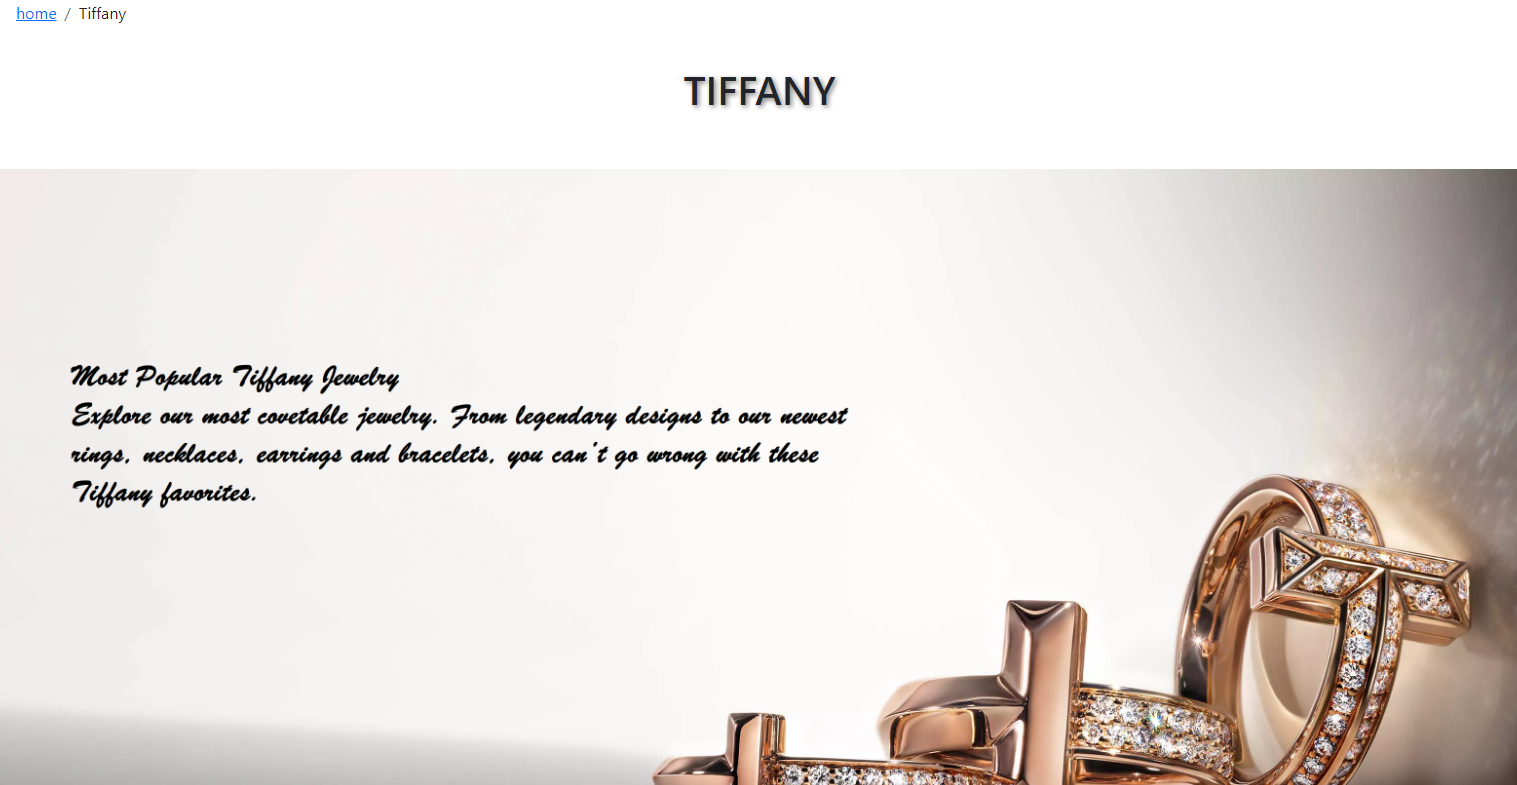 home / Tiffany
TIFFANY
Most Popular Tiffany Jewelry
Explore our most covetable jewelry. From legendary designs to our newest
rings, necklaces, earrings and bracelets, you can't go wrong with these
Tiffany favorites.